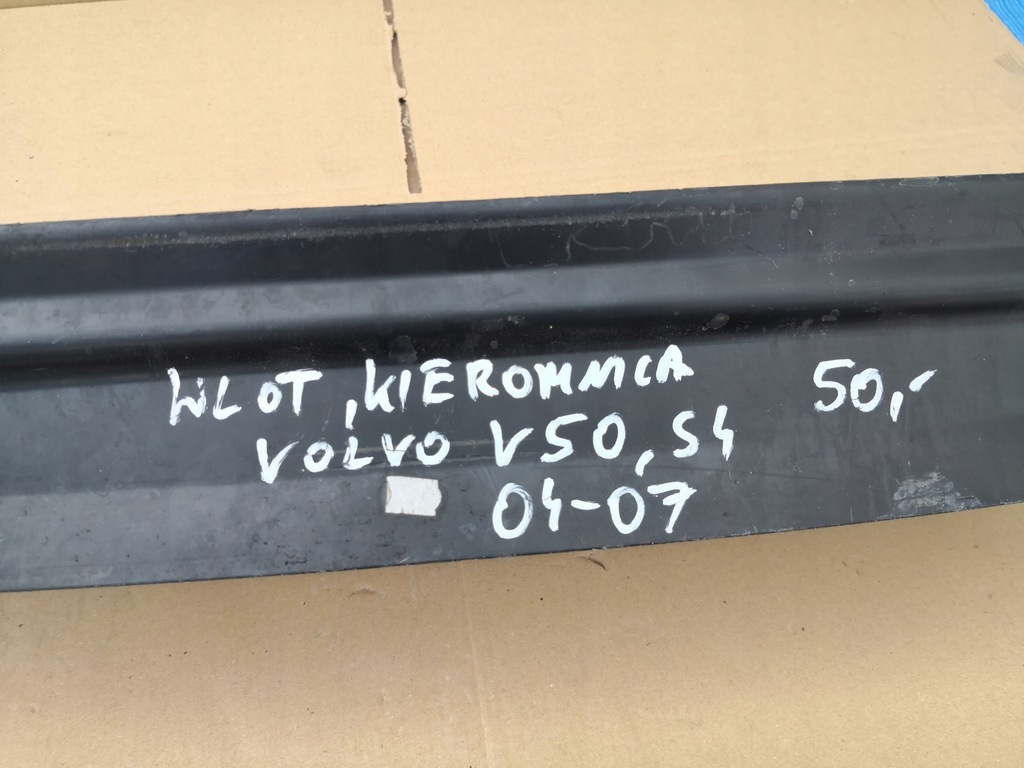 WLOT, KIEROWNICA 50,-
VOLVO V50, S4
04-07